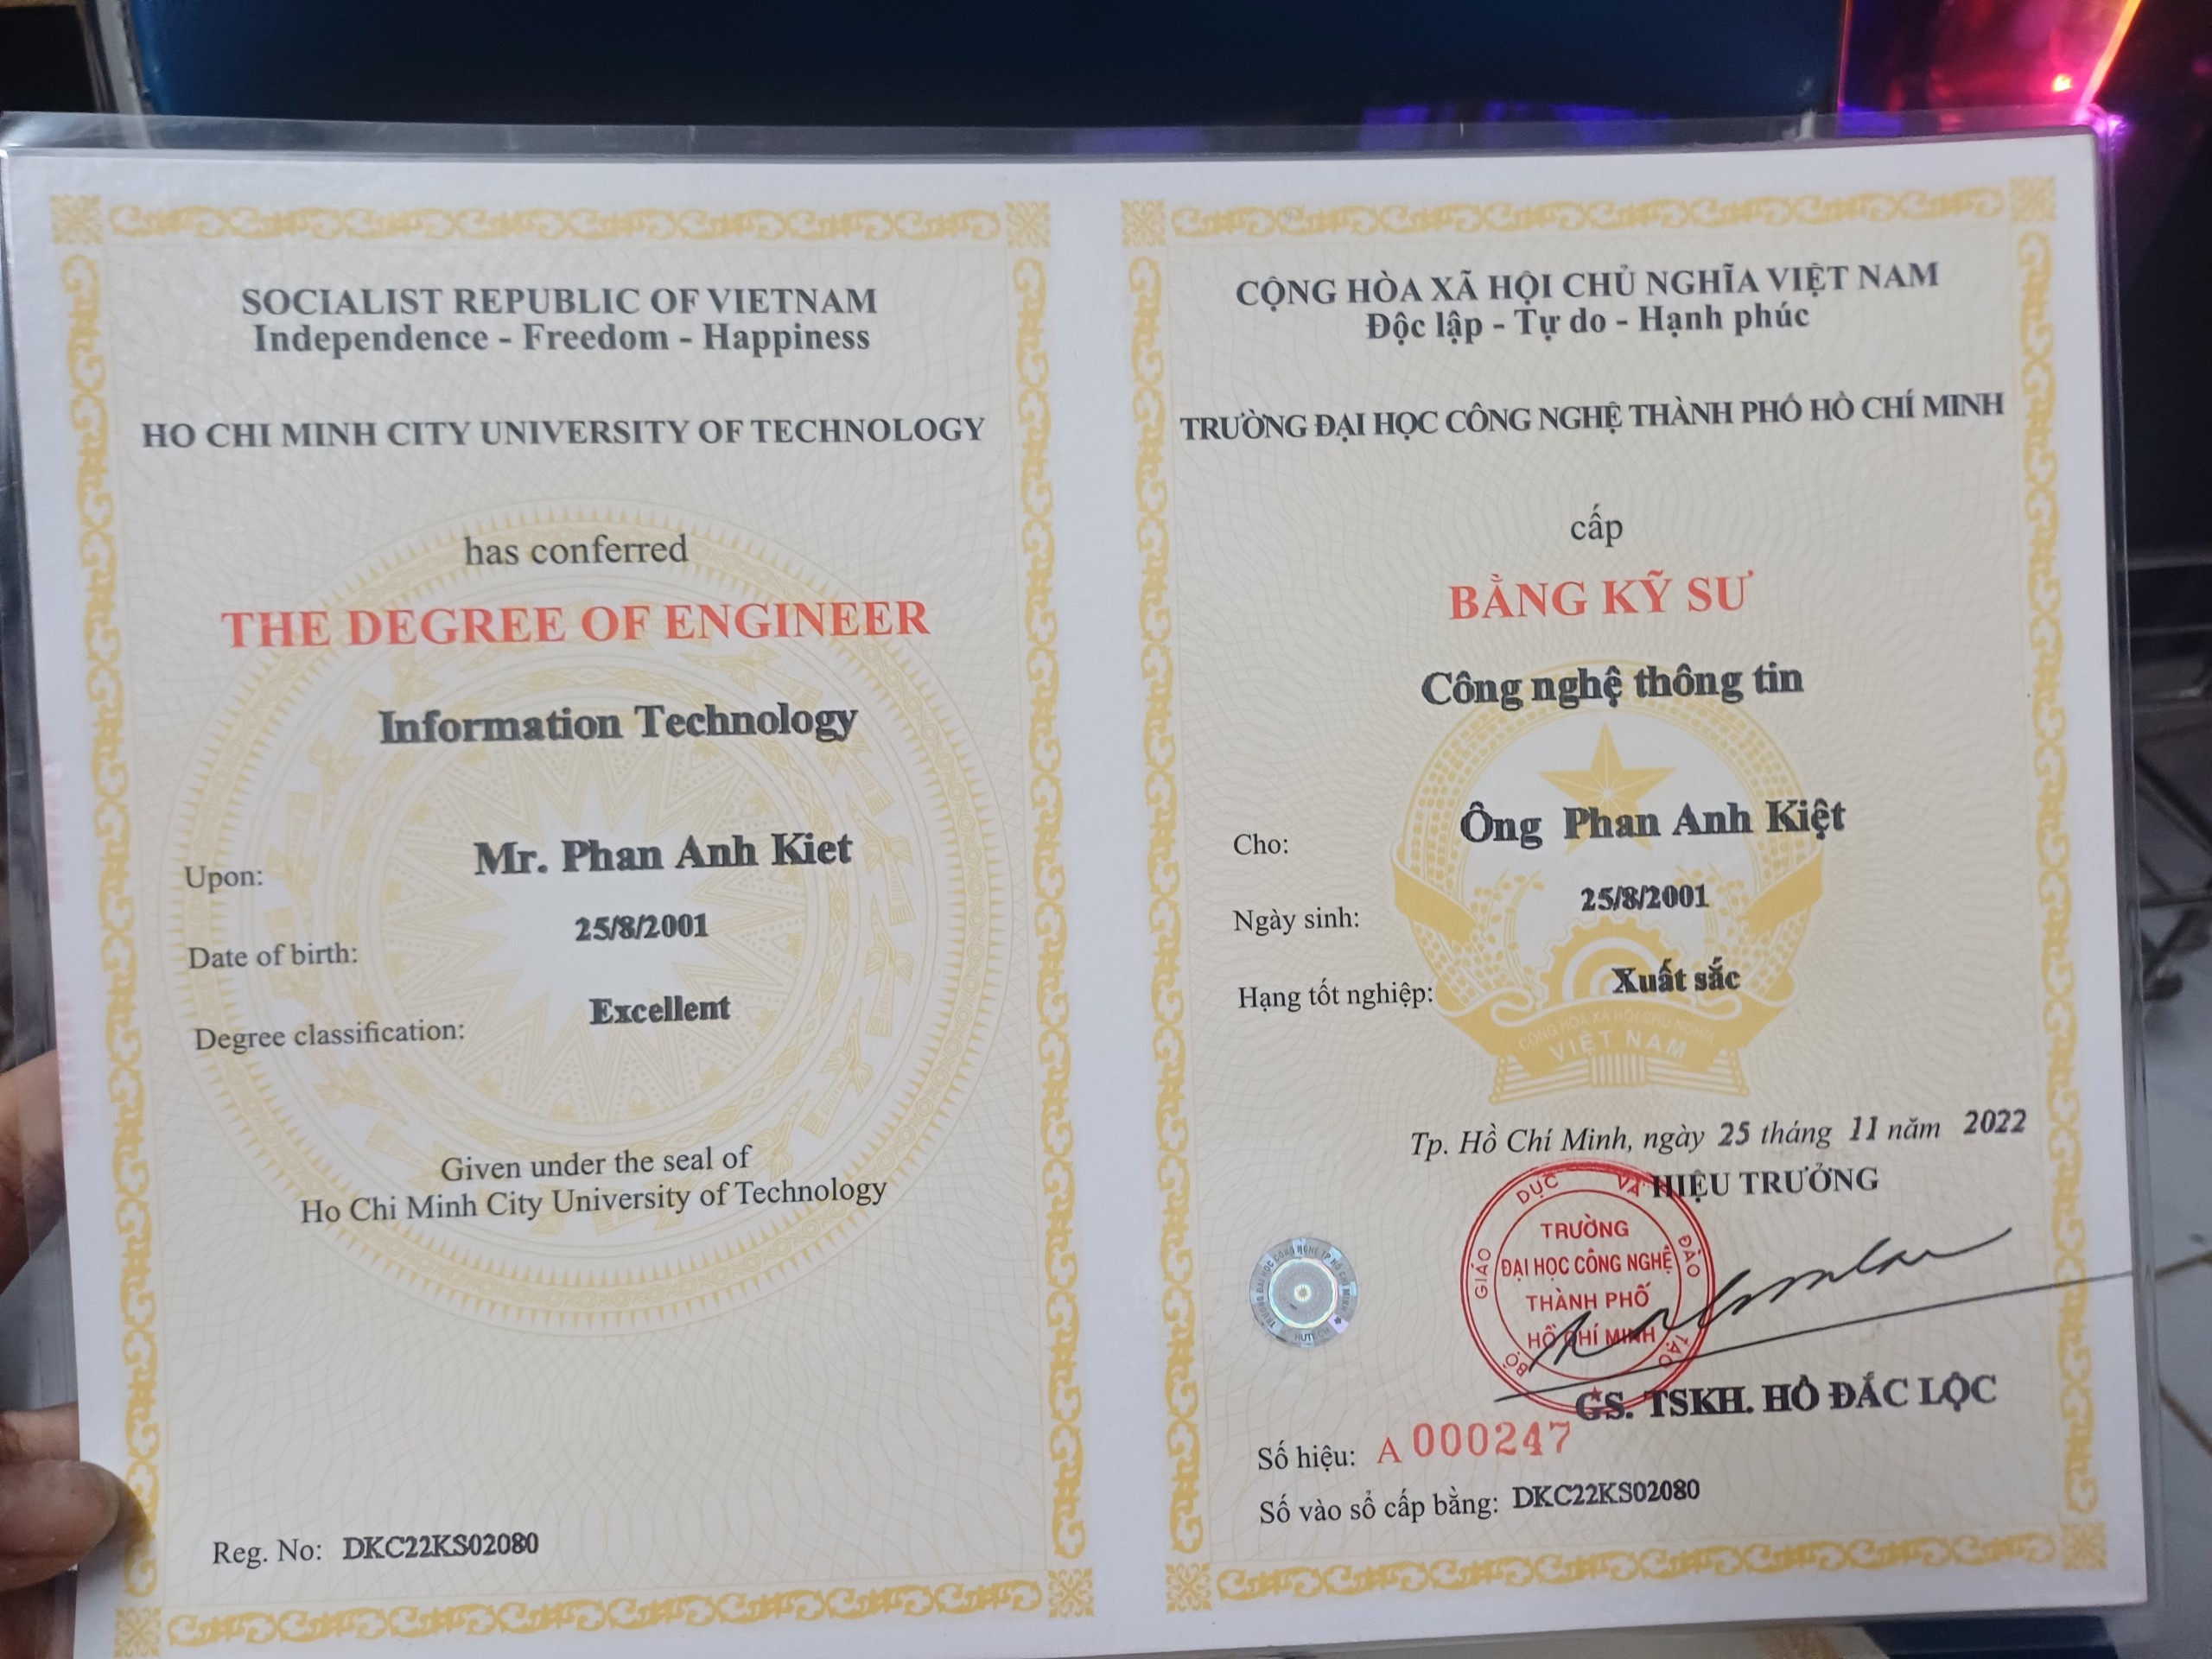 SOCIALIST REPUBLIC OF VIETNAM
Independence - Freedom - Happiness
HO CHI MINH CITY UNIVERSITY OF TECHNOLOGY
has conferred
THE DEGREE OF ENGINEER
Information Technology
Upon: Mr. Phan Anh Kiet
Date of birth: 25/8/2001
Degree classification: Excellent
Given under the seal of
Ho Chi Minh City University of Technology
Reg. No: DKC22KS02080
CỘNG HÒA XÃ HỘI CHỦ NGHĨA VIỆT NAM
Độc lập - Tự do - Hạnh phúc
TRƯỜNG ĐẠI HỌC CÔNG NGHỆ THÀNH PHỐ HỒ CHÍ MINH
cấp
BẰNG KỸ SƯ
Công nghệ thông tin
Cho: Ông Phan Anh Kiệt
Ngày sinh: 25/8/2001
Hạng tốt nghiệp: Xuất sắc
CỘNG HÒA XÃ HỘI CHỦ NGHĨA
VIỆT NAM
Tp. Hồ Chí Minh, ngày 25 tháng 11 năm 2022
HIỆU TRƯỞNG
BỘ GIÁO DỤC VÀ ĐÀO TẠO
TRƯỜNG
ĐẠI HỌC CÔNG NGHỆ
THÀNH PHỐ
HỒ CHÍ MINH
TRƯỜNG ĐẠI HỌC CÔNG NGHỆ TP HỒ CHÍ MINH
HUTECH
GS. TSKH. HỒ ĐẮC LỘC
Số hiệu: A 000247
Số vào sổ cấp bằng: DKC22KS02080